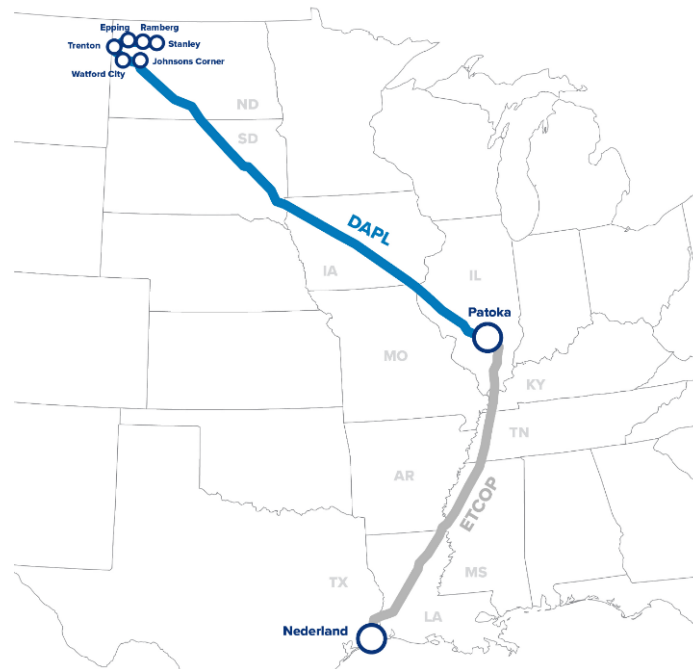 Epping
Ramberg
Trenton
Stanley
Watford City
Johnsons Corner
ND
SD
DAPL
IA
IL
Patoka
MO
KY
TN
AR
ETCOP
MS
TX
LA
Nederland